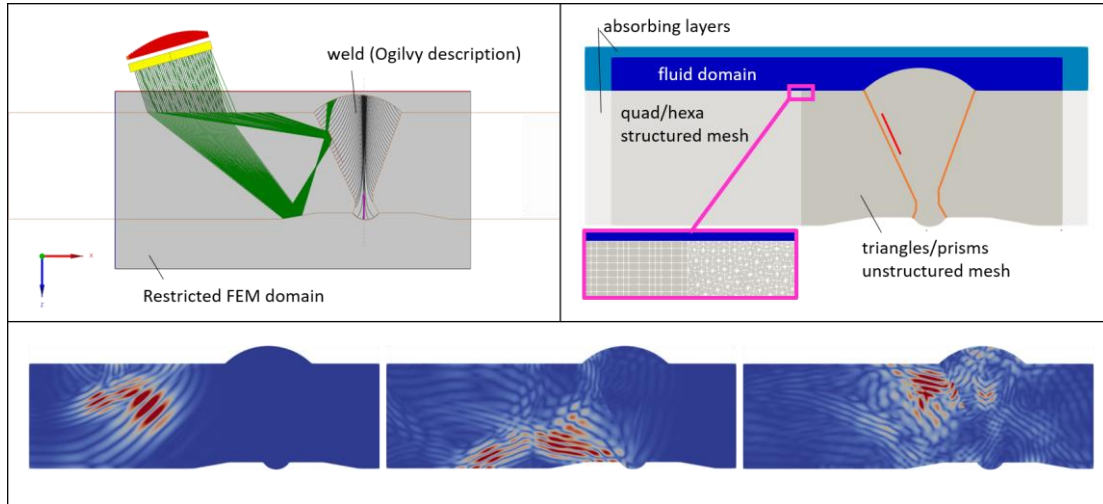 weld (Ogilvy description)
x
z
Restricted FEM domain
absorbing layers
fluid domain
quad/hexa
structured mesh
triangles/prisms
unstructured mesh